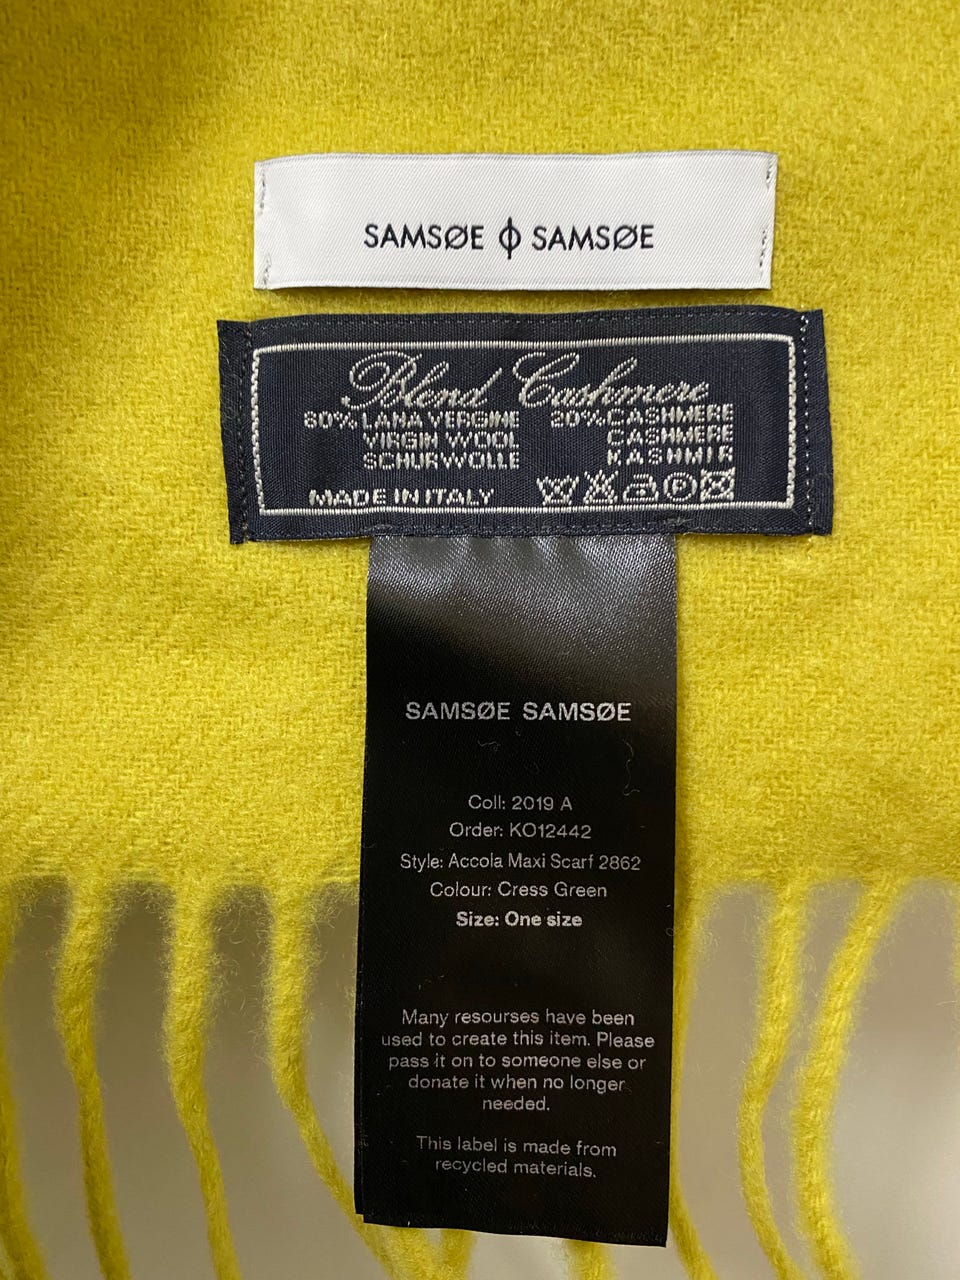 SAMSØE ϕ SAMSØE
Blend Cashmere
80% LANA VERGINE 20% CASHMERE
VIRGIN WOOL CASHMERE
SCHURWOLLE KASHMIR
MADE IN ITALY
SAMSØE SAMSØE
Coll: 2019 A
Order: KO12442
Style: Accola Maxi Scarf 2862
Colour: Cress Green
Size: One size
Many resourses have been
used to create this item. Please
pass it on to someone else or
donate it when no longer
needed.
This label is made from
recycled materials.